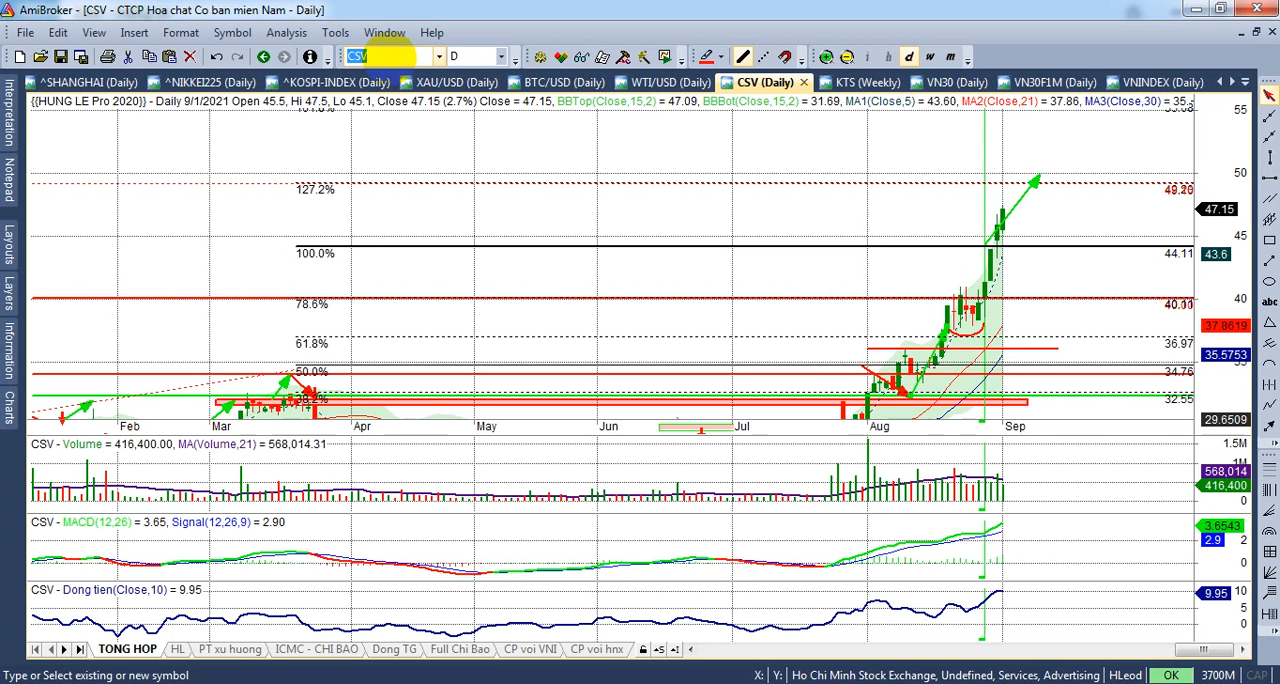 AmiBroker - [CSV - CTCP Hoa chat Co ban mien Nam - Daily]
File Edit View Insert Format Symbol Analysis Tools Window Help
CSV D d w m
^SHANGHAI (Daily) ^NIKKEI225 (Daily) ^KOSPI-INDEX (Daily) XAU/USD (Daily) BTC/USD (Daily) WTI/USD (Daily) CSV (Daily) KTS (Weekly) VN30 (Daily) VN30F1M (Daily) VNINDEX (Daily)
{{HUNG LE Pro 2020}} - Daily 9/1/2021 Open 45.5, Hi 47.5, Lo 45.1, Close 47.15 (2.7%) Close = 47.15, BBTop(Close,15,2) = 47.09, BBBot(Close,15,2) = 31.69, MA1(Close,5) = 43.60, MA2(Close,21) = 37.86, MA3(Close,30) = 35.
Interpretation
Notepad
Layouts
Layers
Information
Charts
abc
55
50
127.2%
47.15
45
100.0% 44.11
43.6
40
78.6%
37.8619
61.8% 36.97
35.5753
50.0% 34.76
32.55
29.6509
Feb Mar Apr May Jun Jul Aug Sep
CSV - Volume = 416,400.00, MA(Volume,21) = 568,014.31
1.5M
568,014
416,400
0
CSV - MACD(12,26) = 3.65, Signal(12,26,9) = 2.90
3.6543
2.9 2
0
CSV - Dong tien(Close,10) = 9.95
9.95 10
5
0
TONG HOP HL PT xu huong ICMC - CHI BAO Dong TG Full Chi Bao CP voi VNI CP voi hnx
Type or Select existing or new symbol X: Y: Ho Chi Minh Stock Exchange, Undefined, Services, Advertising HLeod OK 3700M CAP